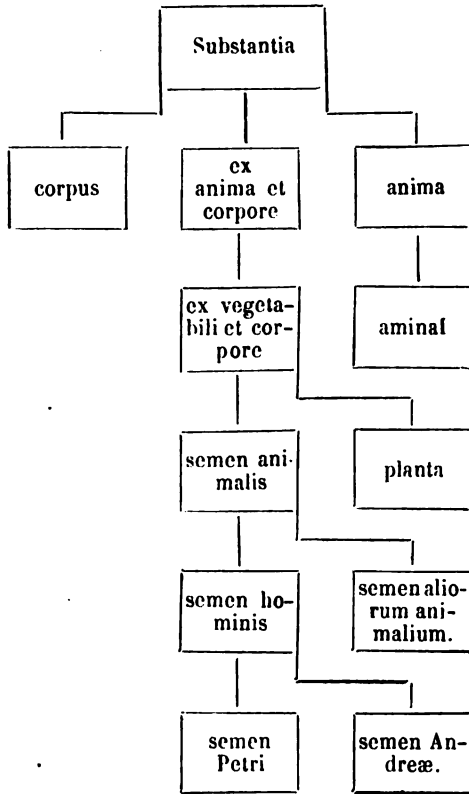 Substantia
corpus
ex
anima et
corpore
anima
ex vegeta-
bili et cor-
pore
aminal
semen ani-
malis
planta
semen ho-
minis
semen alio-
rum ani-
malium.
semen
Petri
semen An-
dreæ.